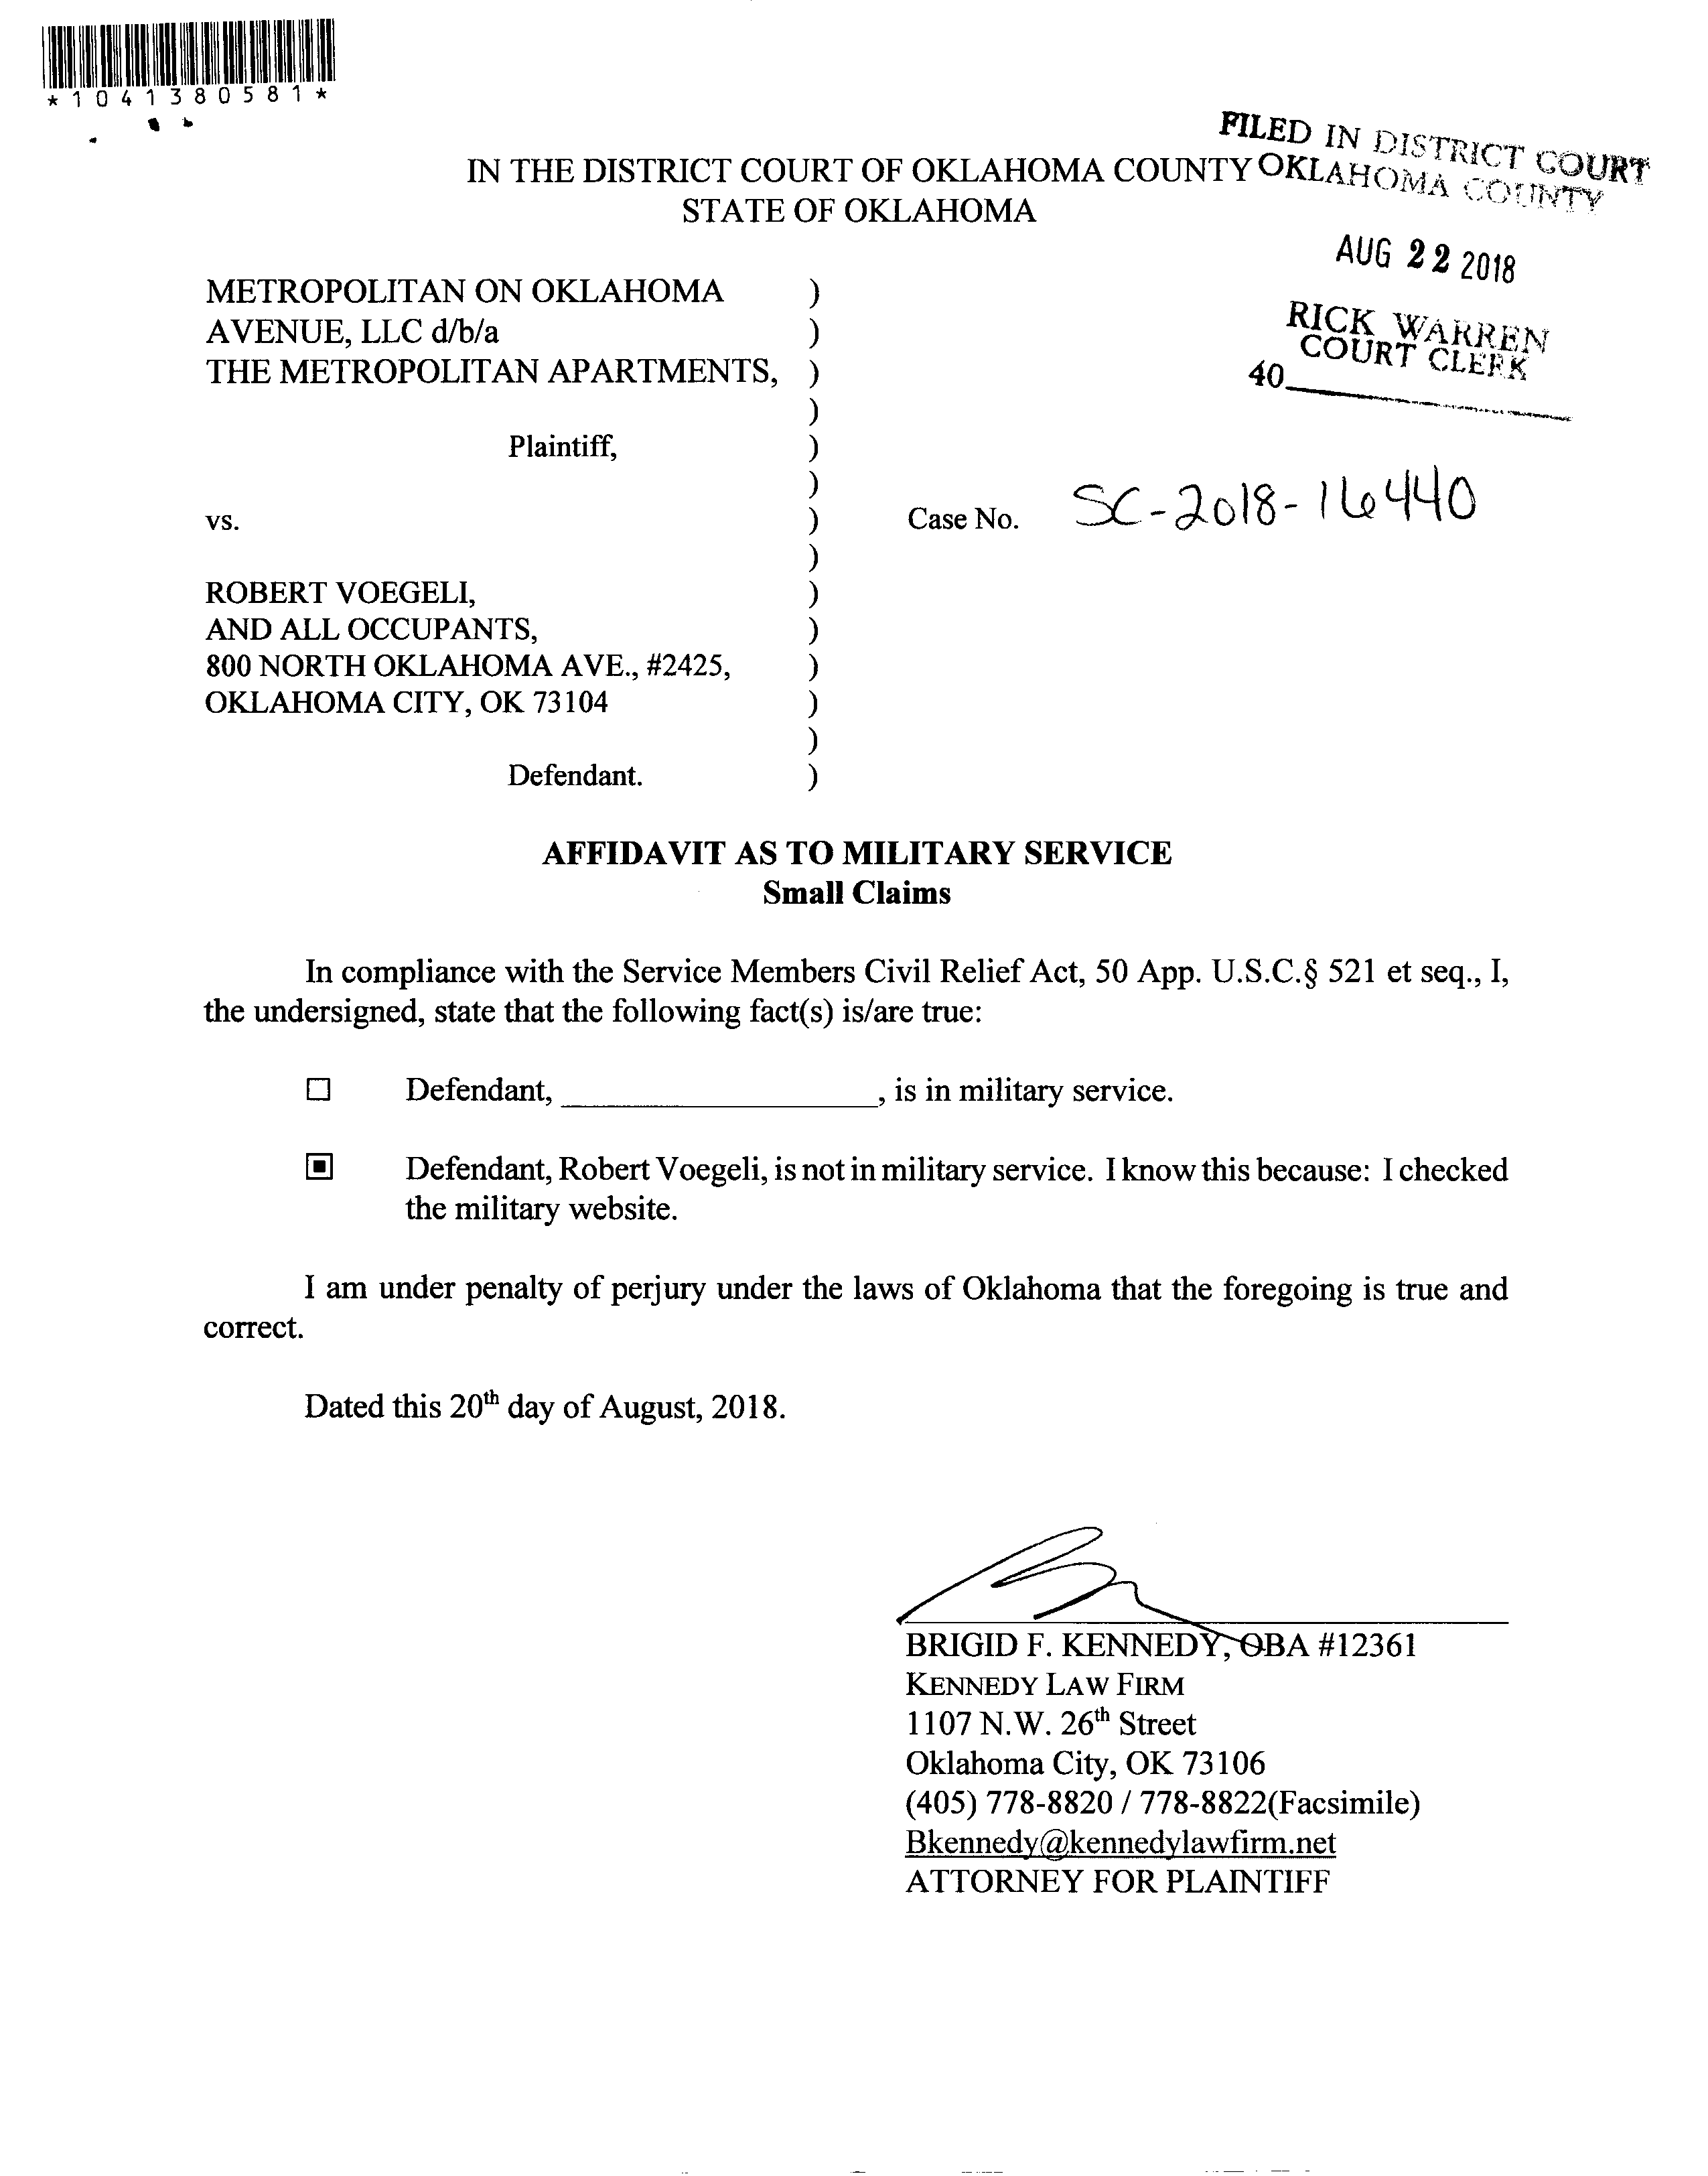 *1041380581*
FILED IN DISTRICT COURT
OKLAHOMA COUNTY
IN THE DISTRICT COURT OF OKLAHOMA COUNTY
STATE OF OKLAHOMA
AUG 22 2018
RICK WARREN
COURT CLERK
40
METROPOLITAN ON OKLAHOMA )
AVENUE, LLC d/b/a )
THE METROPOLITAN APARTMENTS, )
)
Plaintiff, )
)
vs. ) Case No. SC-2018-16440
)
ROBERT VOEGELI, )
AND ALL OCCUPANTS, )
800 NORTH OKLAHOMA AVE., #2425, )
OKLAHOMA CITY, OK 73104 )
)
Defendant. )
AFFIDAVIT AS TO MILITARY SERVICE
Small Claims
In compliance with the Service Members Civil Relief Act, 50 App. U.S.C.§ 521 et seq., I,
the undersigned, state that the following fact(s) is/are true:
☐ Defendant, ____________________, is in military service.
▣ Defendant, Robert Voegeli, is not in military service. I know this because: I checked
the military website.
I am under penalty of perjury under the laws of Oklahoma that the foregoing is true and
correct.
Dated this 20th day of August, 2018.
BRIGID F. KENNEDY, OBA #12361
KENNEDY LAW FIRM
1107 N.W. 26th Street
Oklahoma City, OK 73106
(405) 778-8820 / 778-8822(Facsimile)
Bkennedy@kennedylawfirm.net
ATTORNEY FOR PLAINTIFF